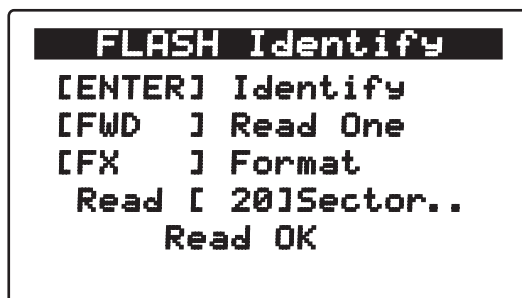 FLASH Identify
[ENTER] Identify
[FWD  ] Read One
[FX   ] Format
Read [ 20]Sector..
Read OK